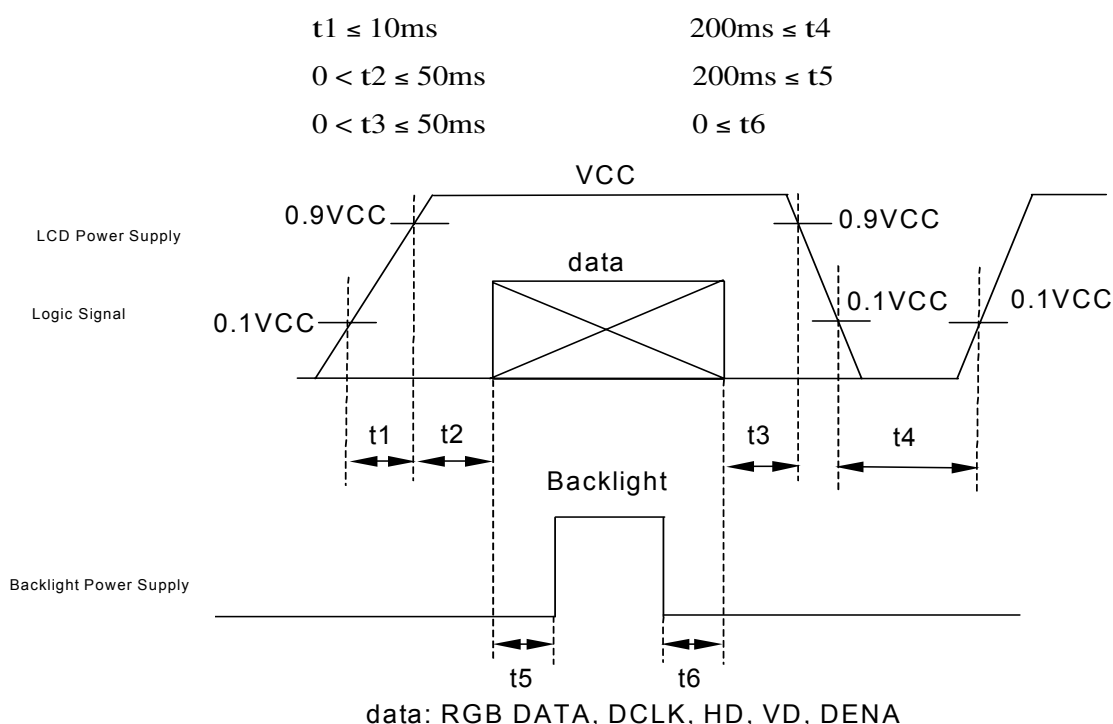 t1 ≤ 10ms 200ms ≤ t4
0 < t2 ≤ 50ms 200ms ≤ t5
0 < t3 ≤ 50ms 0 ≤ t6
VCC
0.9VCC 0.9VCC
LCD Power Supply
data
Logic Signal
0.1VCC 0.1VCC 0.1VCC
t1 t2 t3 t4
Backlight
Backlight Power Supply
t5 t6
data: RGB DATA, DCLK, HD, VD, DENA